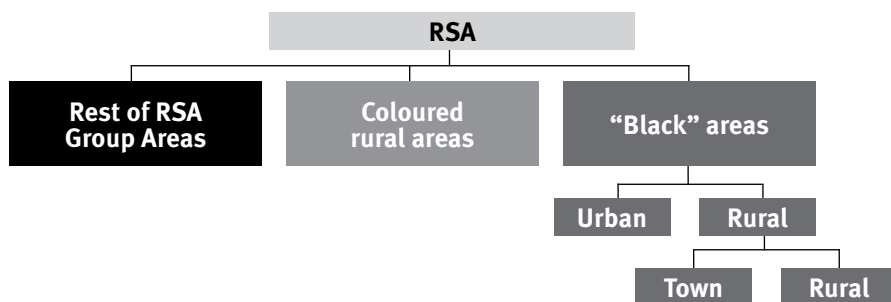 RSA
Rest of RSA
Group Areas
Coloured
rural areas
“Black” areas
Urban
Rural
Town
Rural